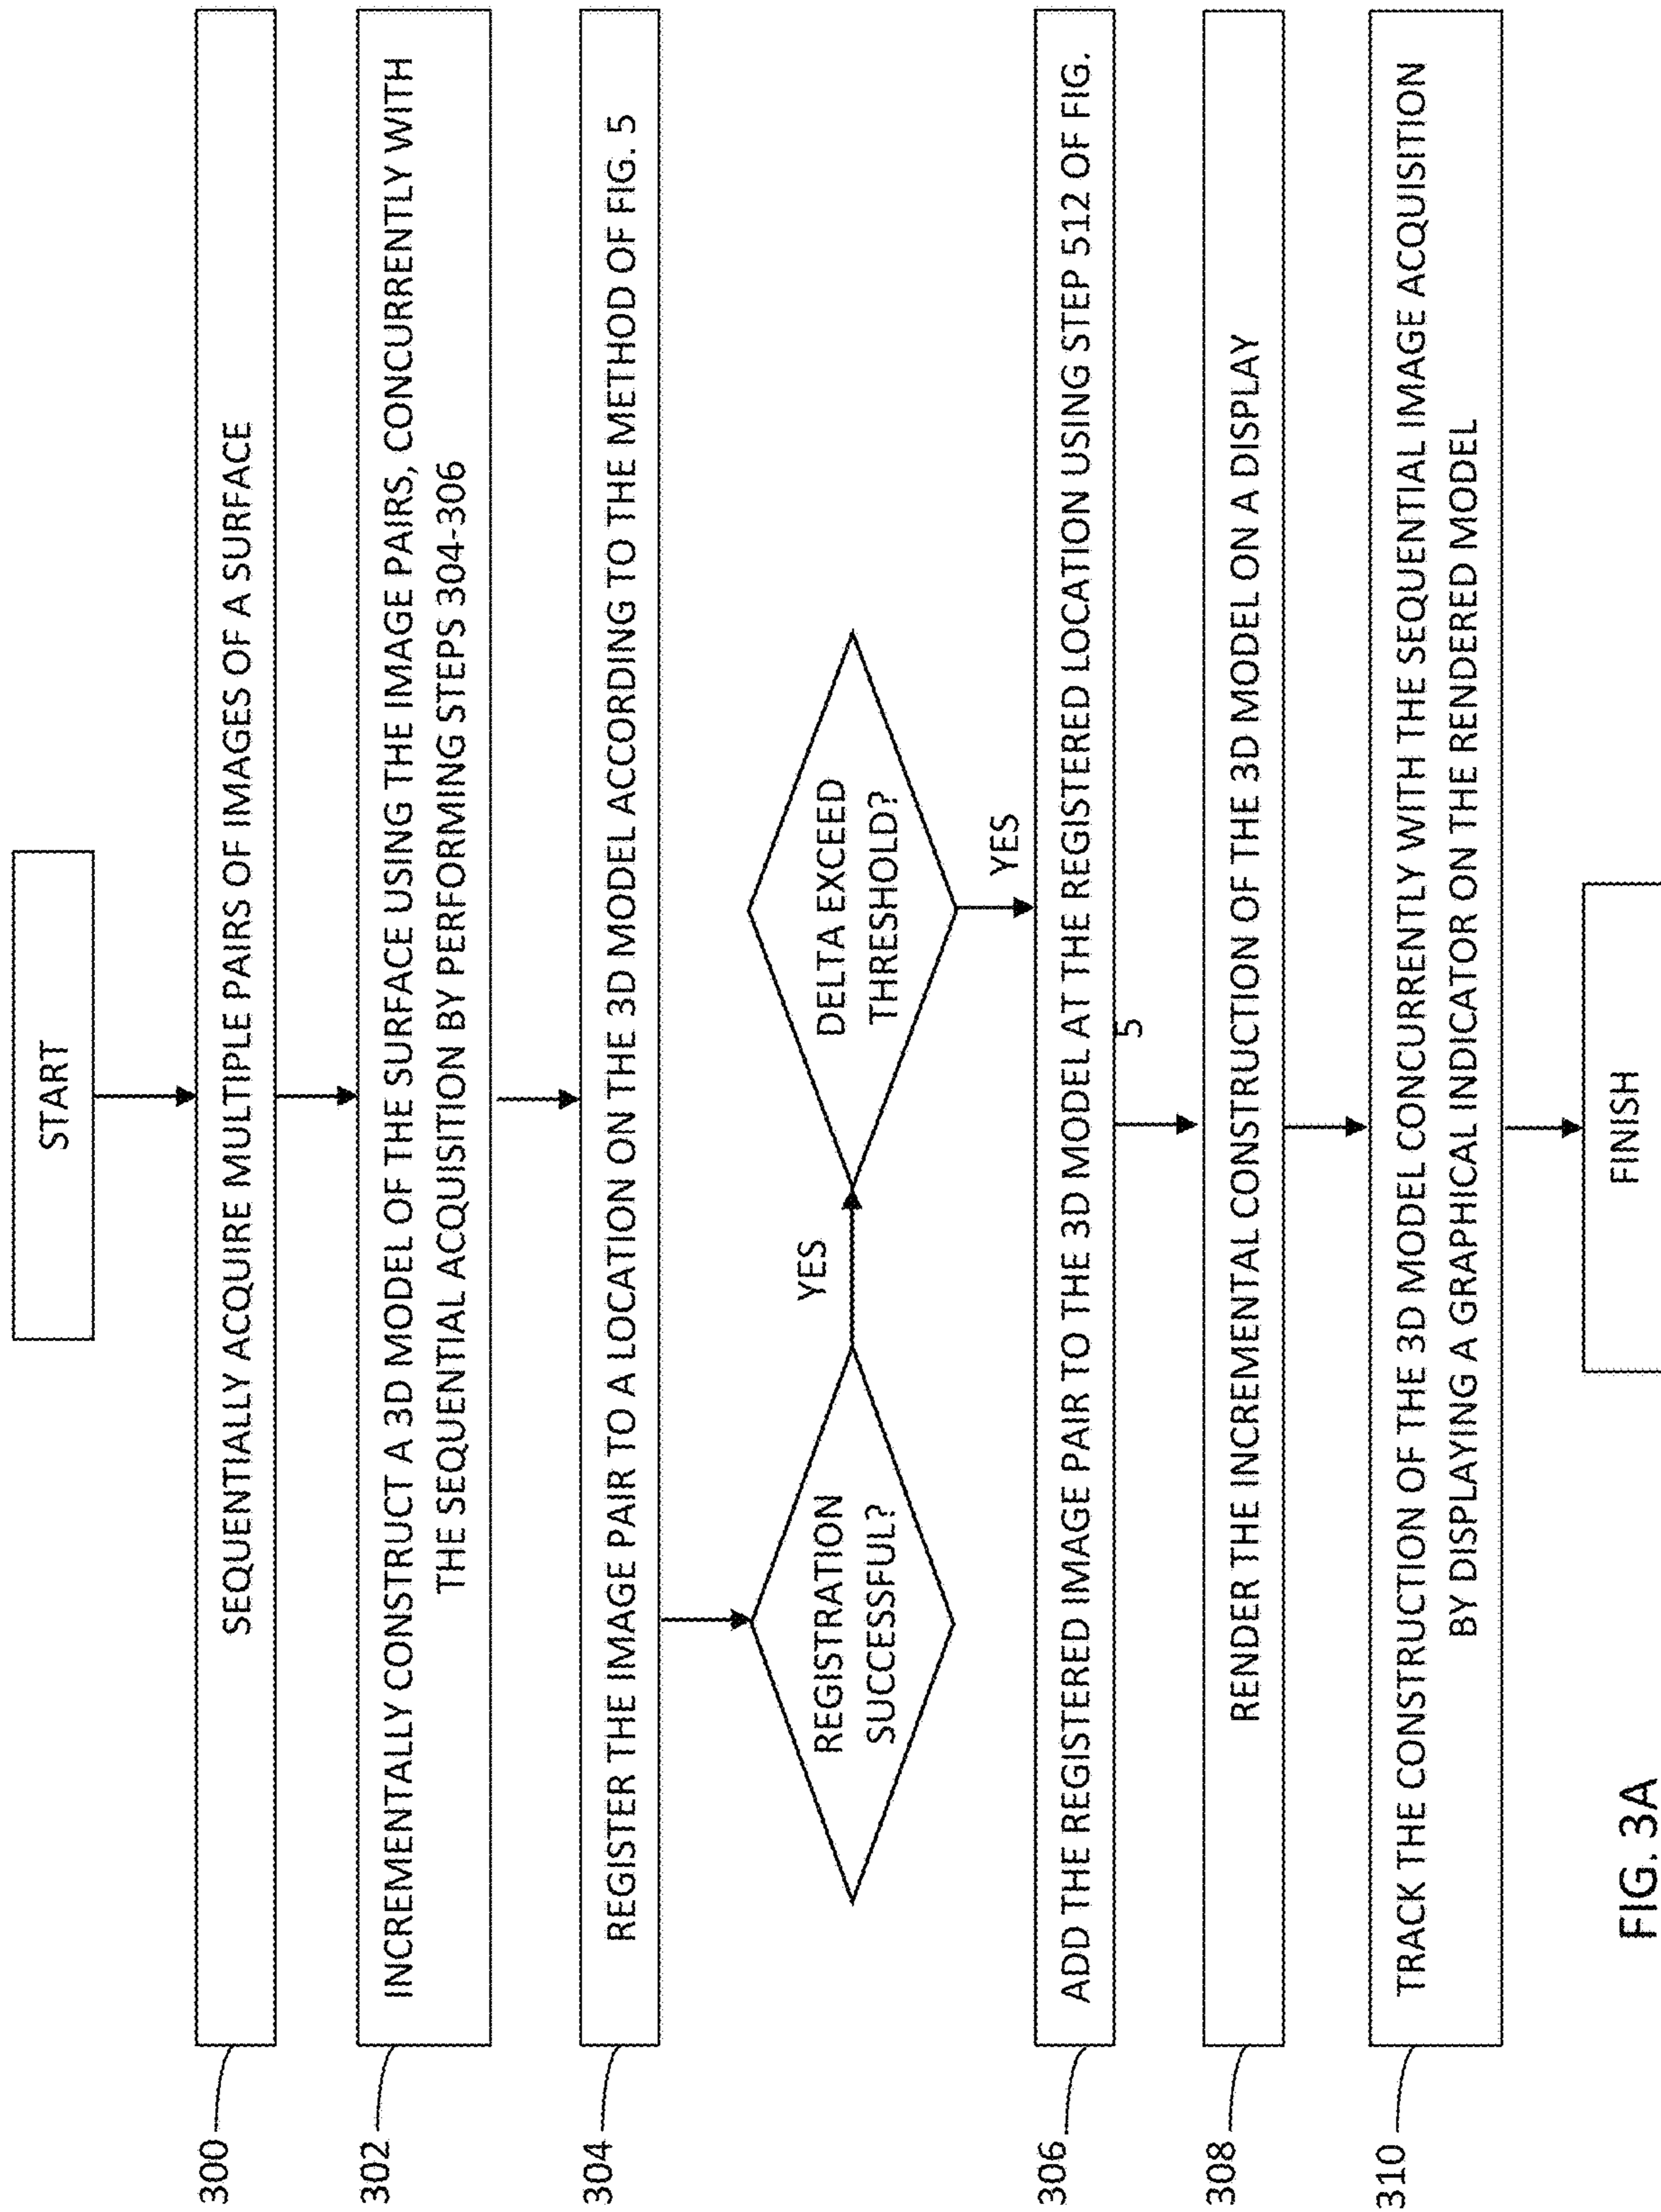 START
300
SEQUENTIALLY ACQUIRE MULTIPLE PAIRS OF IMAGES OF A SURFACE
302
INCREMENTALLY CONSTRUCT A 3D MODEL OF THE SURFACE USING THE IMAGE PAIRS, CONCURRENTLY WITH
THE SEQUENTIAL ACQUISITION BY PERFORMING STEPS 304-306
304
REGISTER THE IMAGE PAIR TO A LOCATION ON THE 3D MODEL ACCORDING TO THE METHOD OF FIG. 5
REGISTRATION
SUCCESSFUL?
YES
DELTA EXCEED
THRESHOLD?
YES
306
ADD THE REGISTERED IMAGE PAIR TO THE 3D MODEL AT THE REGISTERED LOCATION USING STEP 512 OF FIG.
5
308
RENDER THE INCREMENTAL CONSTRUCTION OF THE 3D MODEL ON A DISPLAY
310
TRACK THE CONSTRUCTION OF THE 3D MODEL CONCURRENTLY WITH THE SEQUENTIAL IMAGE ACQUISITION
BY DISPLAYING A GRAPHICAL INDICATOR ON THE RENDERED MODEL
FINISH
FIG. 3A